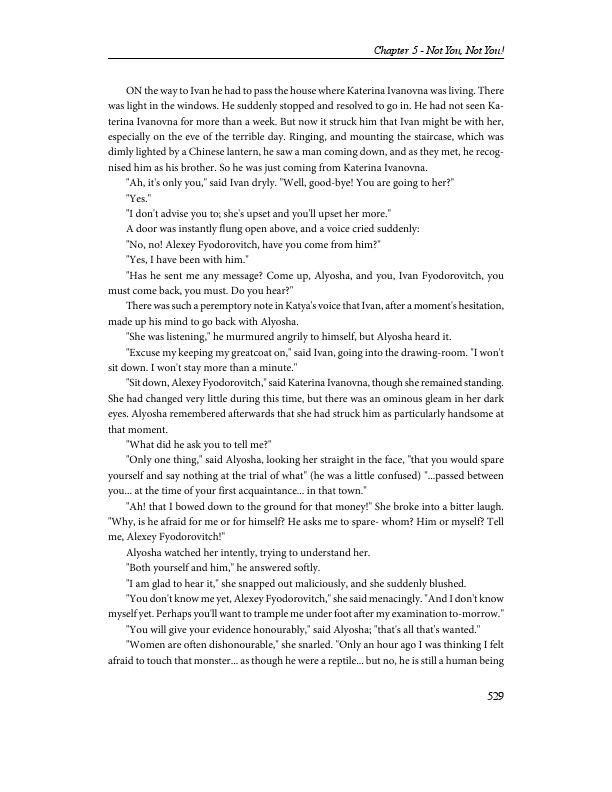 Chapter 5 - Not You, Not You!
ON the way to Ivan he had to pass the house where Katerina Ivanovna was living. There
was light in the windows. He suddenly stopped and resolved to go in. He had not seen Ka-
terina Ivanovna for more than a week. But now it struck him that Ivan might be with her,
especially on the eve of the terrible day. Ringing, and mounting the staircase, which was
dimly lighted by a Chinese lantern, he saw a man coming down, and as they met, he recog-
nised him as his brother. So he was just coming from Katerina Ivanovna.
"Ah, it's only you," said Ivan dryly. "Well, good-bye! You are going to her?"
"Yes."
"I don't advise you to; she's upset and you'll upset her more."
A door was instantly flung open above, and a voice cried suddenly:
"No, no! Alexey Fyodorovitch, have you come from him?"
"Yes, I have been with him."
"Has he sent me any message? Come up, Alyosha, and you, Ivan Fyodorovitch, you
must come back, you must. Do you hear?"
There was such a peremptory note in Katya's voice that Ivan, after a moment's hesitation,
made up his mind to go back with Alyosha.
"She was listening," he murmured angrily to himself, but Alyosha heard it.
"Excuse my keeping my greatcoat on," said Ivan, going into the drawing-room. "I won't
sit down. I won't stay more than a minute."
"Sit down, Alexey Fyodorovitch," said Katerina Ivanovna, though she remained standing.
She had changed very little during this time, but there was an ominous gleam in her dark
eyes. Alyosha remembered afterwards that she had struck him as particularly handsome at
that moment.
"What did he ask you to tell me?"
"Only one thing," said Alyosha, looking her straight in the face, "that you would spare
yourself and say nothing at the trial of what" (he was a little confused) "...passed between
you... at the time of your first acquaintance... in that town."
"Ah! that I bowed down to the ground for that money!" She broke into a bitter laugh.
"Why, is he afraid for me or for himself? He asks me to spare- whom? Him or myself? Tell
me, Alexey Fyodorovitch!"
Alyosha watched her intently, trying to understand her.
"Both yourself and him," he answered softly.
"I am glad to hear it," she snapped out maliciously, and she suddenly blushed.
"You don't know me yet, Alexey Fyodorovitch," she said menacingly. "And I don't know
myself yet. Perhaps you'll want to trample me under foot after my examination to-morrow."
"You will give your evidence honourably," said Alyosha; "that's all that's wanted."
"Women are often dishonourable," she snarled. "Only an hour ago I was thinking I felt
afraid to touch that monster... as though he were a reptile... but no, he is still a human being
529